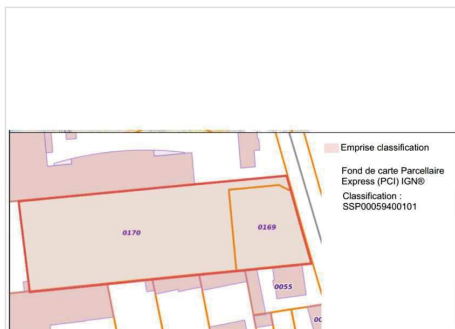 Emprise classification
Fond de carte Parcellaire
Express (PCI) IGN®
Classification :
SSP00059400101
0170
0169
0055